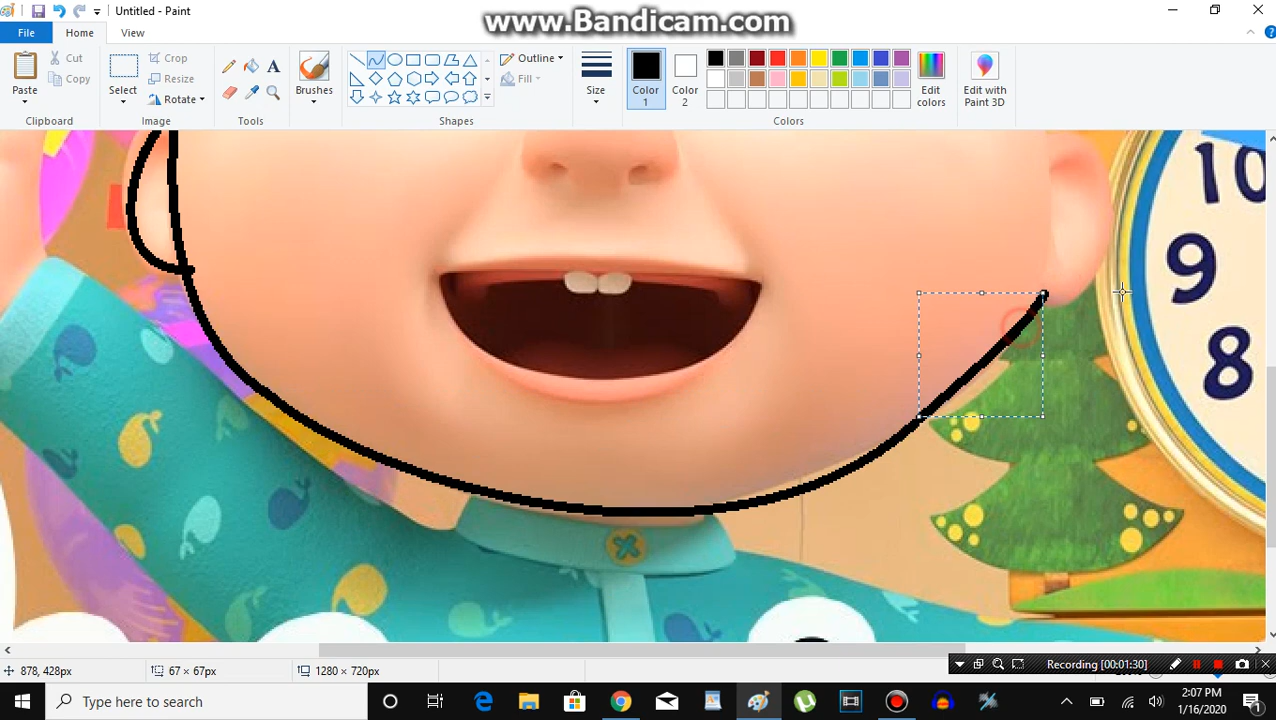 Untitled - Paint
www.Bandicam.com
File
Home
View
Paste
Cut
Copy
Clipboard
Select
Crop
Resize
Rotate
Image
A
Tools
Brushes
Outline
Fill
Shapes
Size
Color 1
Color 2
Edit colors
Colors
Edit with Paint 3D
10
9
8
878, 428px
67 × 67px
1280 × 720px
Recording [00:01:30]
Type here to search
2:07 PM
1/16/2020
1